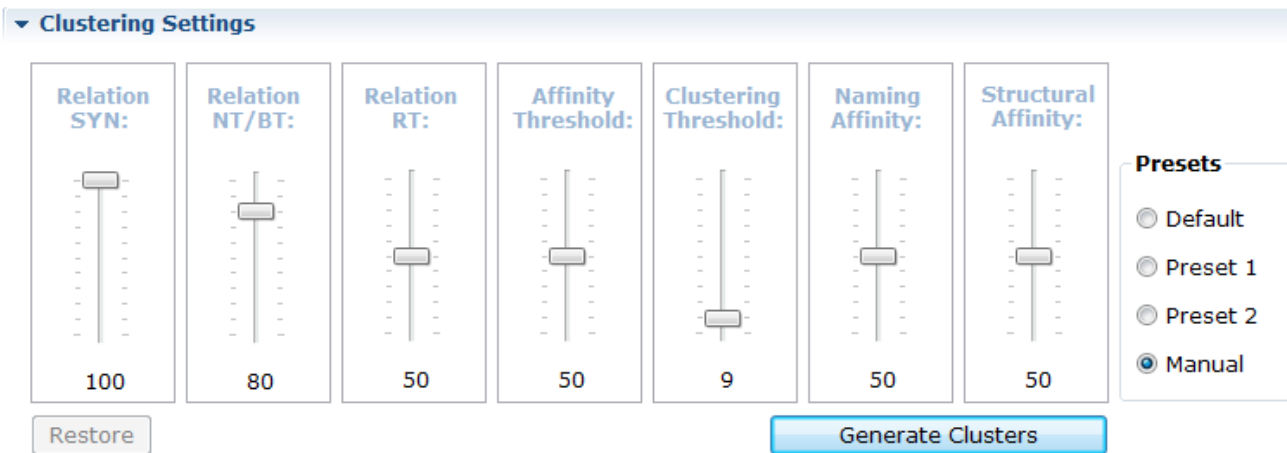 Clustering Settings
Relation SYN:
Relation NT/BT:
Relation RT:
Affinity Threshold:
Clustering Threshold:
Naming Affinity:
Structural Affinity:
100
80
50
50
9
50
50
Presets
Default
Preset 1
Preset 2
Manual
Restore
Generate Clusters